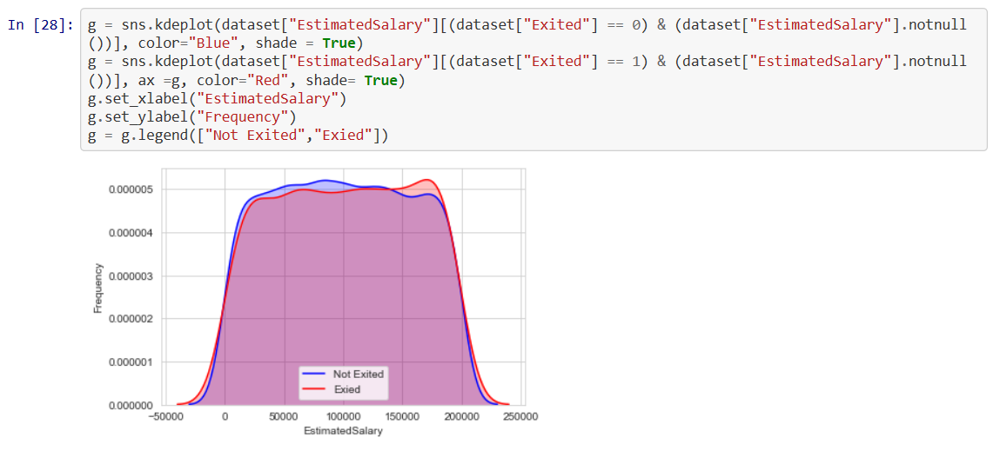 In [28]: g = sns.kdeplot(dataset["EstimatedSalary"][(dataset["Exited"] == 0) & (dataset["EstimatedSalary"].notnull
())], color="Blue", shade = True)
g = sns.kdeplot(dataset["EstimatedSalary"][(dataset["Exited"] == 1) & (dataset["EstimatedSalary"].notnull
())], ax =g, color="Red", shade= True)
g.set_xlabel("EstimatedSalary")
g.set_ylabel("Frequency")
g = g.legend(["Not Exited","Exied"])
0.000005
0.000004
0.000003
0.000002
0.000001
0.000000
Frequency
Not Exited
Exied
−50000 0 50000 100000 150000 200000 250000
EstimatedSalary